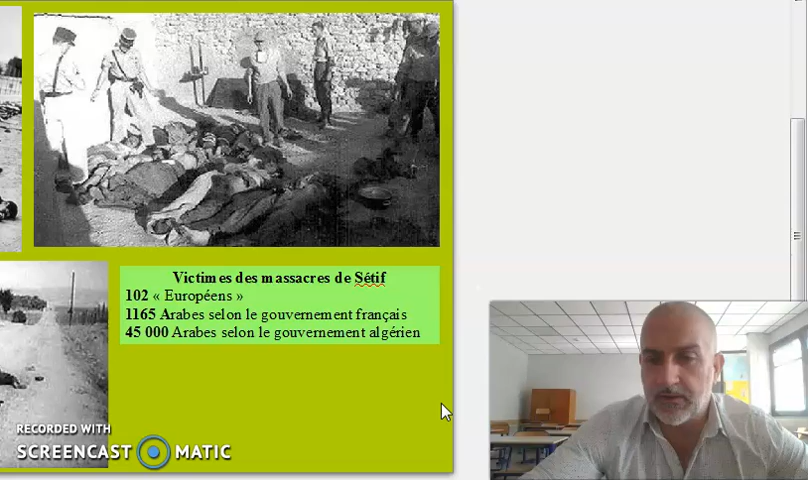 Victimes des massacres de Sétif
102 « Européens »
1165 Arabes selon le gouvernement français
45 000 Arabes selon le gouvernement algérien
RECORDED WITH
SCREENCAST MATIC